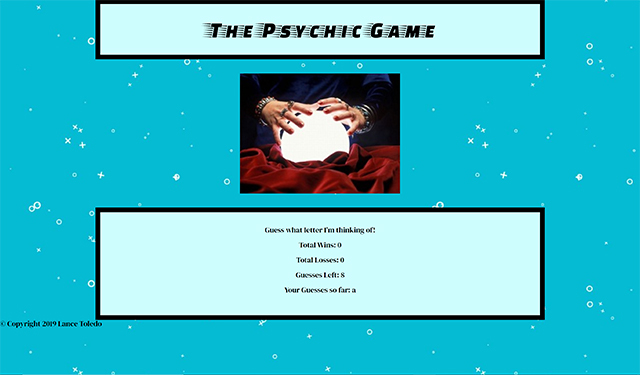 The Psychic Game
Guess what letter I'm thinking of!
Total Wins: 0
Total Losses: 0
Guesses Left: 8
Your Guesses so far: a
© Copyright 2019 Lance Toledo